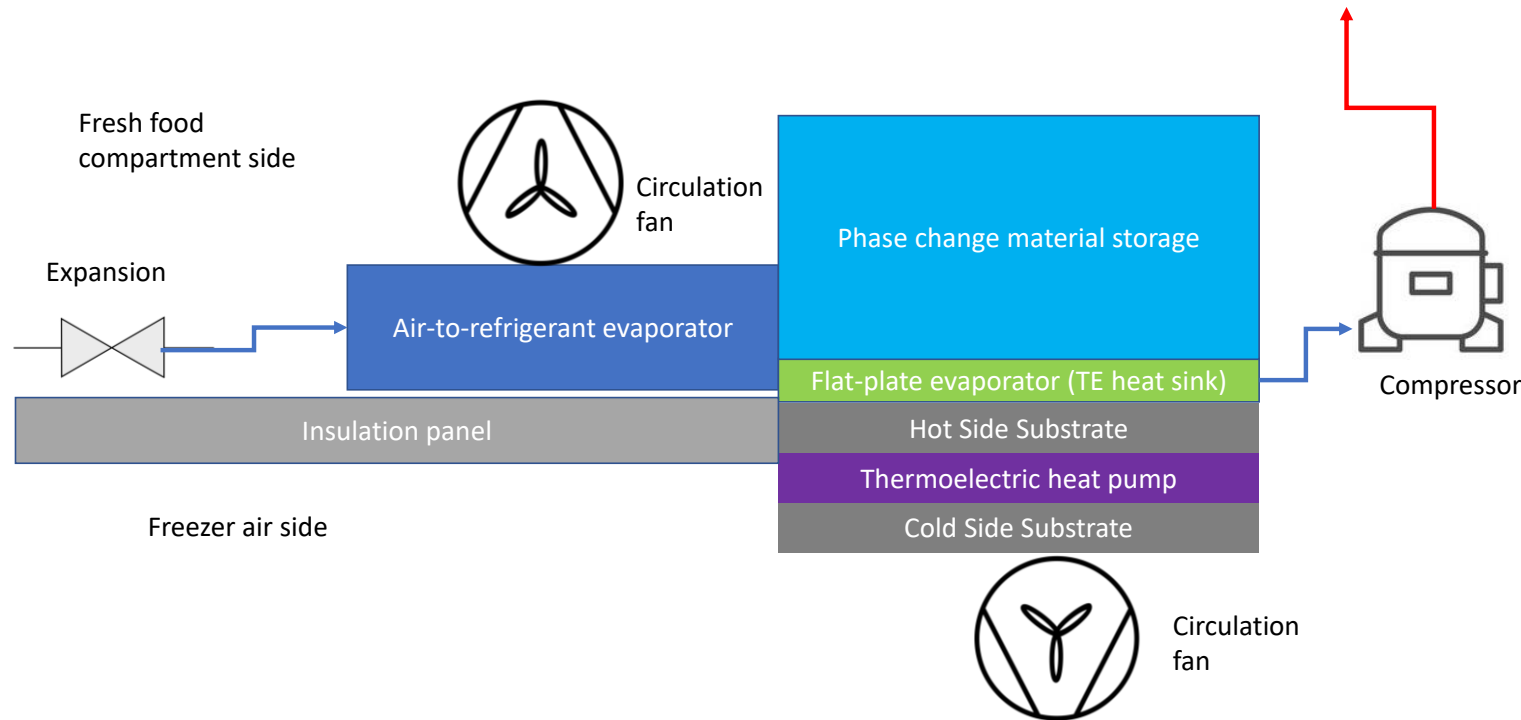 Fresh food
compartment side
Circulation
fan
Phase change material storage
Expansion
Air-to-refrigerant evaporator
Flat-plate evaporator (TE heat sink)
Compressor
Insulation panel
Hot Side Substrate
Thermoelectric heat pump
Freezer air side
Cold Side Substrate
Circulation
fan